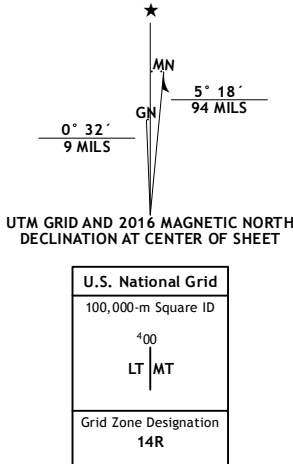 ★
MN
5° 18´
94 MILS
GN
0° 32´
9 MILS
UTM GRID AND 2016 MAGNETIC NORTH
DECLINATION AT CENTER OF SHEET
U.S. National Grid
100,000-m Square ID
⁴00
LT MT
Grid Zone Designation
14R